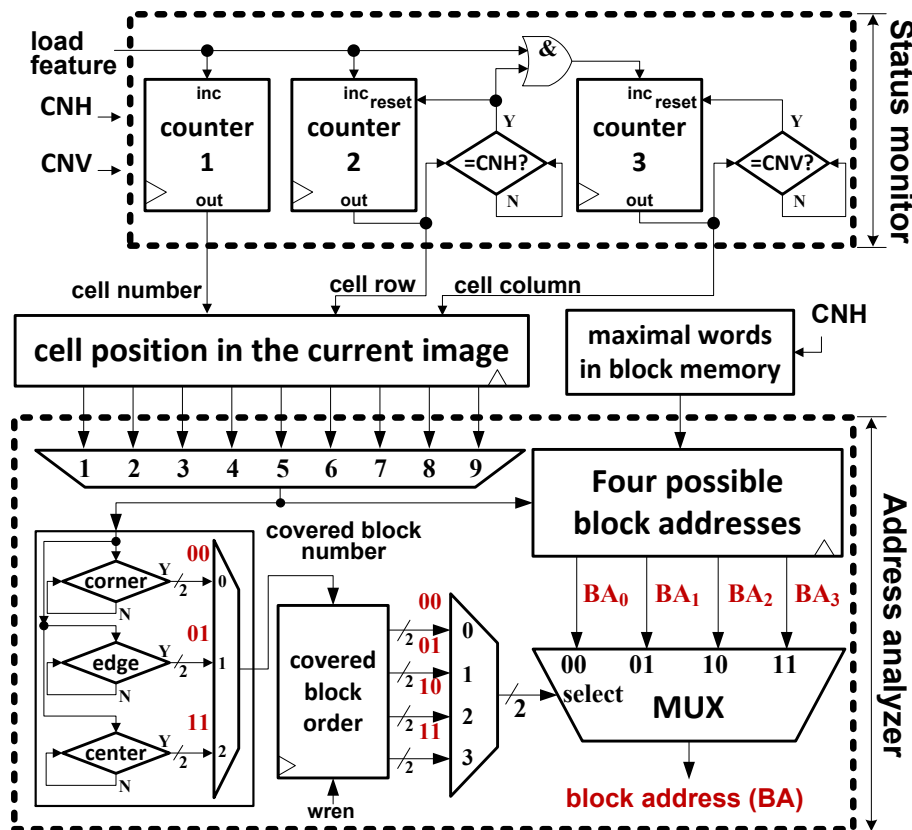 load
feature
CNH
CNV
&
inc
counter
1
out
inc
reset
counter
2
out
Y
=CNH?
N
inc
reset
counter
3
out
Y
=CNV?
N
Status monitor
cell number
cell row
cell column
CNH
cell position in the current image
maximal words
in block memory
1 2 3 4 5 6 7 8 9
Four possible
block addresses
covered block
number
corner
Y
2
N
00
0
edge
Y
2
N
01
1
center
Y
2
N
11
2
covered
block
order
wren
00
2
0
01
2
1
10
2
2
11
2
3
2
BA0 BA1 BA2 BA3
00 01 10 11
select
MUX
block address (BA)
Address analyzer